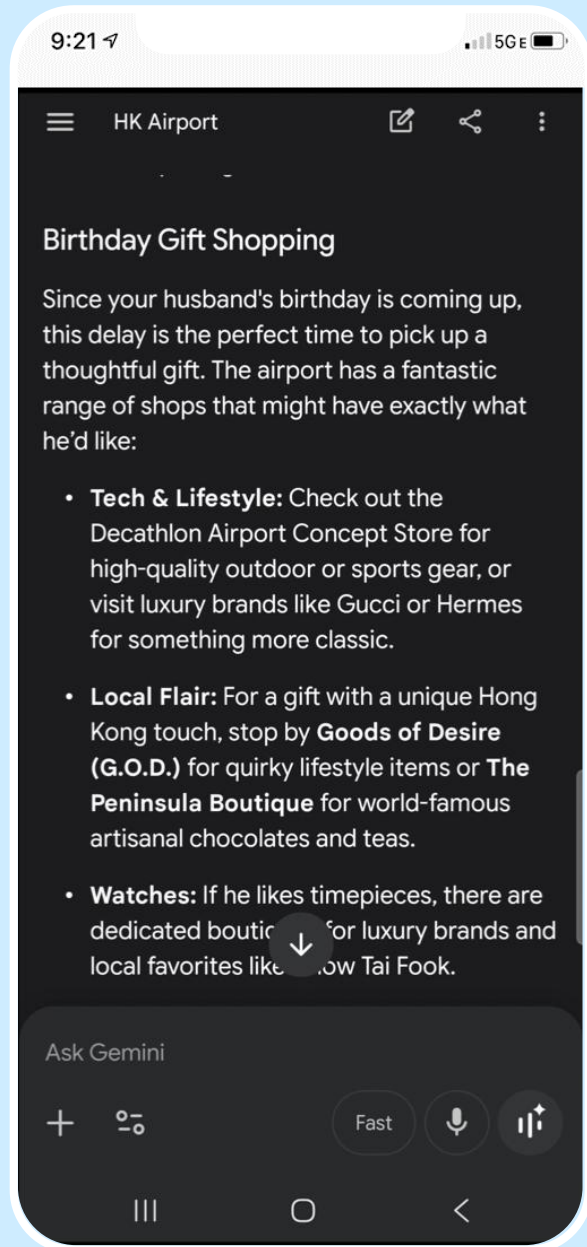 9:21
5G E
HK Airport
Birthday Gift Shopping
Since your husband's birthday is coming up,
this delay is the perfect time to pick up a
thoughtful gift. The airport has a fantastic
range of shops that might have exactly what
he’d like:
• Tech & Lifestyle: Check out the
Decathlon Airport Concept Store for
high-quality outdoor or sports gear, or
visit luxury brands like Gucci or Hermes
for something more classic.
• Local Flair: For a gift with a unique Hong
Kong touch, stop by Goods of Desire
(G.O.D.) for quirky lifestyle items or The
Peninsula Boutique for world-famous
artisanal chocolates and teas.
• Watches: If he likes timepieces, there are
dedicated for luxury brands and
local favorites like Tai Fook.
Ask Gemini
Fast